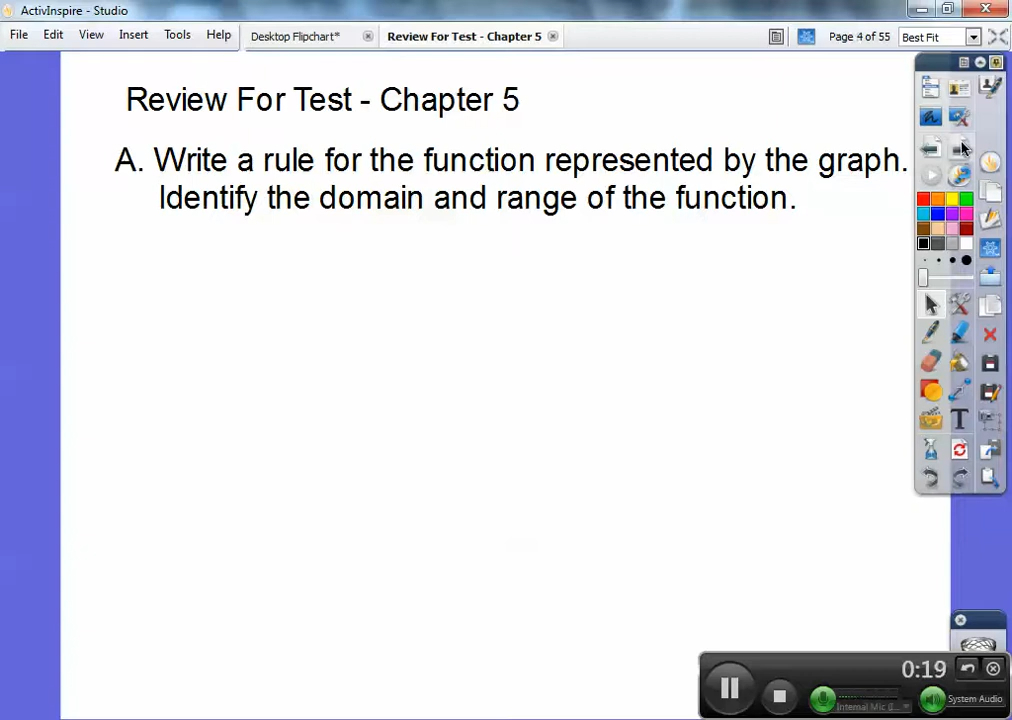 ActivInspire - Studio
File Edit View Insert Tools Help
Desktop Flipchart* Review For Test - Chapter 5 Page 4 of 55 Best Fit
Review For Test - Chapter 5
A. Write a rule for the function represented by the graph.
Identify the domain and range of the function.
T
0:19
Internal Mic (I... System Audio